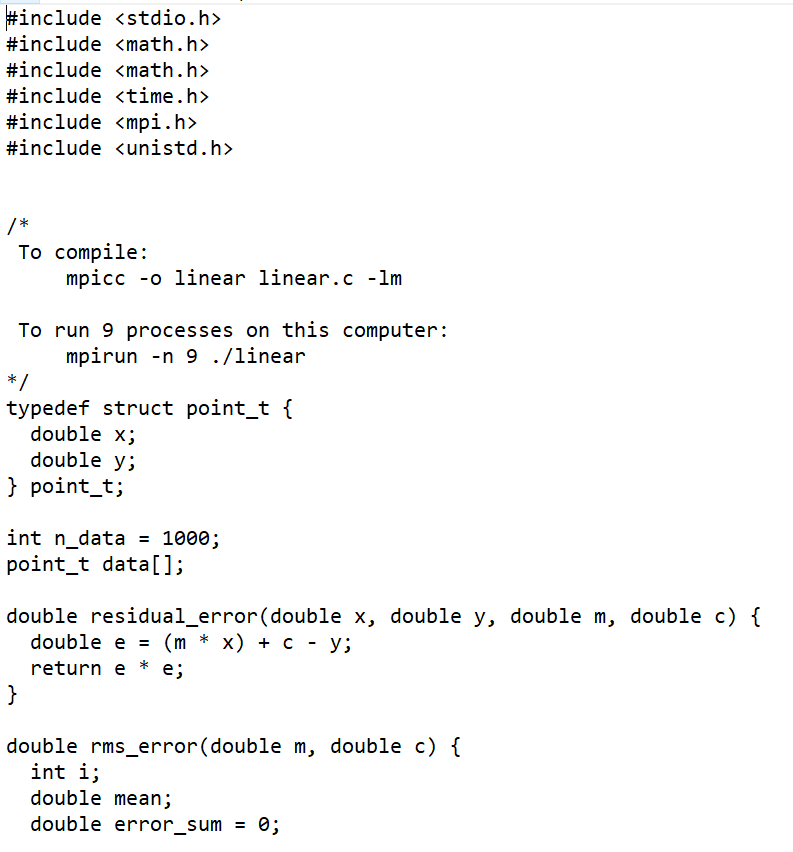 #include <stdio.h>
#include <math.h>
#include <math.h>
#include <time.h>
#include <mpi.h>
#include <unistd.h>
/*
 To compile:
     mpicc -o linear linear.c -lm
 To run 9 processes on this computer:
     mpirun -n 9 ./linear
*/
typedef struct point_t {
  double x;
  double y;
} point_t;
int n_data = 1000;
point_t data[];
double residual_error(double x, double y, double m, double c) {
  double e = (m * x) + c - y;
  return e * e;
}
double rms_error(double m, double c) {
  int i;
  double mean;
  double error_sum = 0;